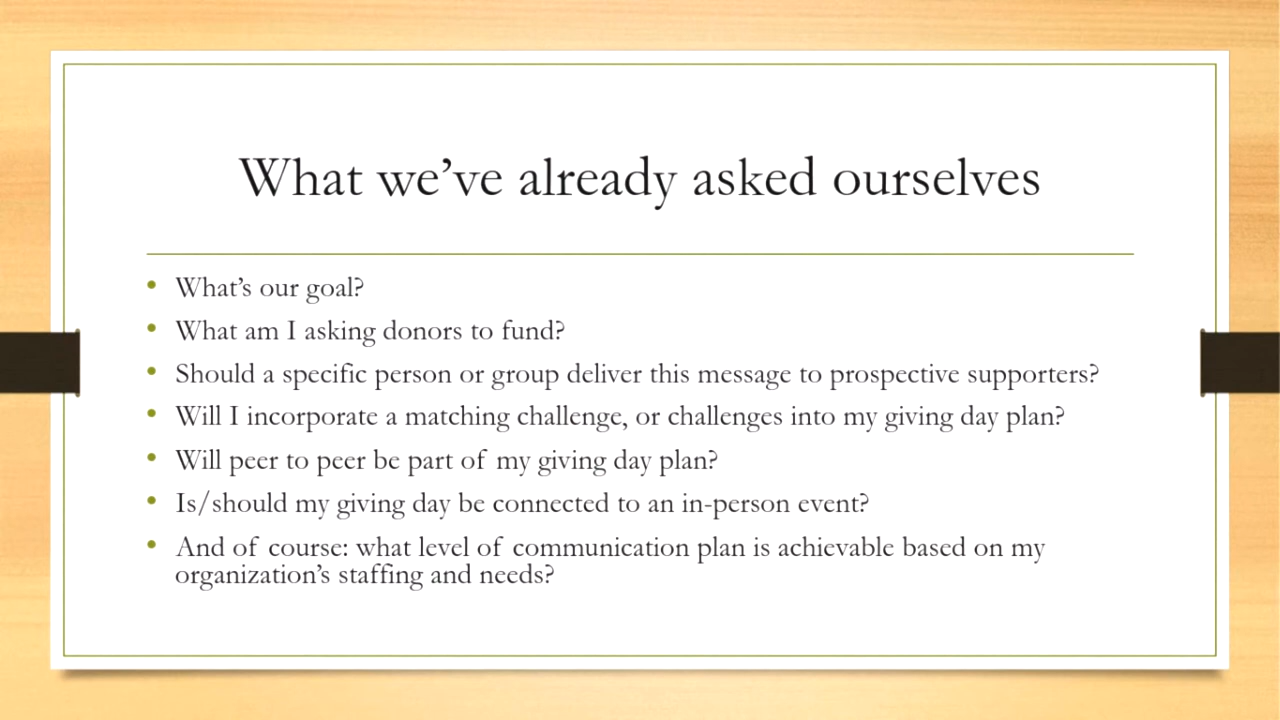 What we’ve already asked ourselves
• What’s our goal?
• What am I asking donors to fund?
• Should a specific person or group deliver this message to prospective supporters?
• Will I incorporate a matching challenge, or challenges into my giving day plan?
• Will peer to peer be part of my giving day plan?
• Is/should my giving day be connected to an in-person event?
• And of course: what level of communication plan is achievable based on my
organization’s staffing and needs?